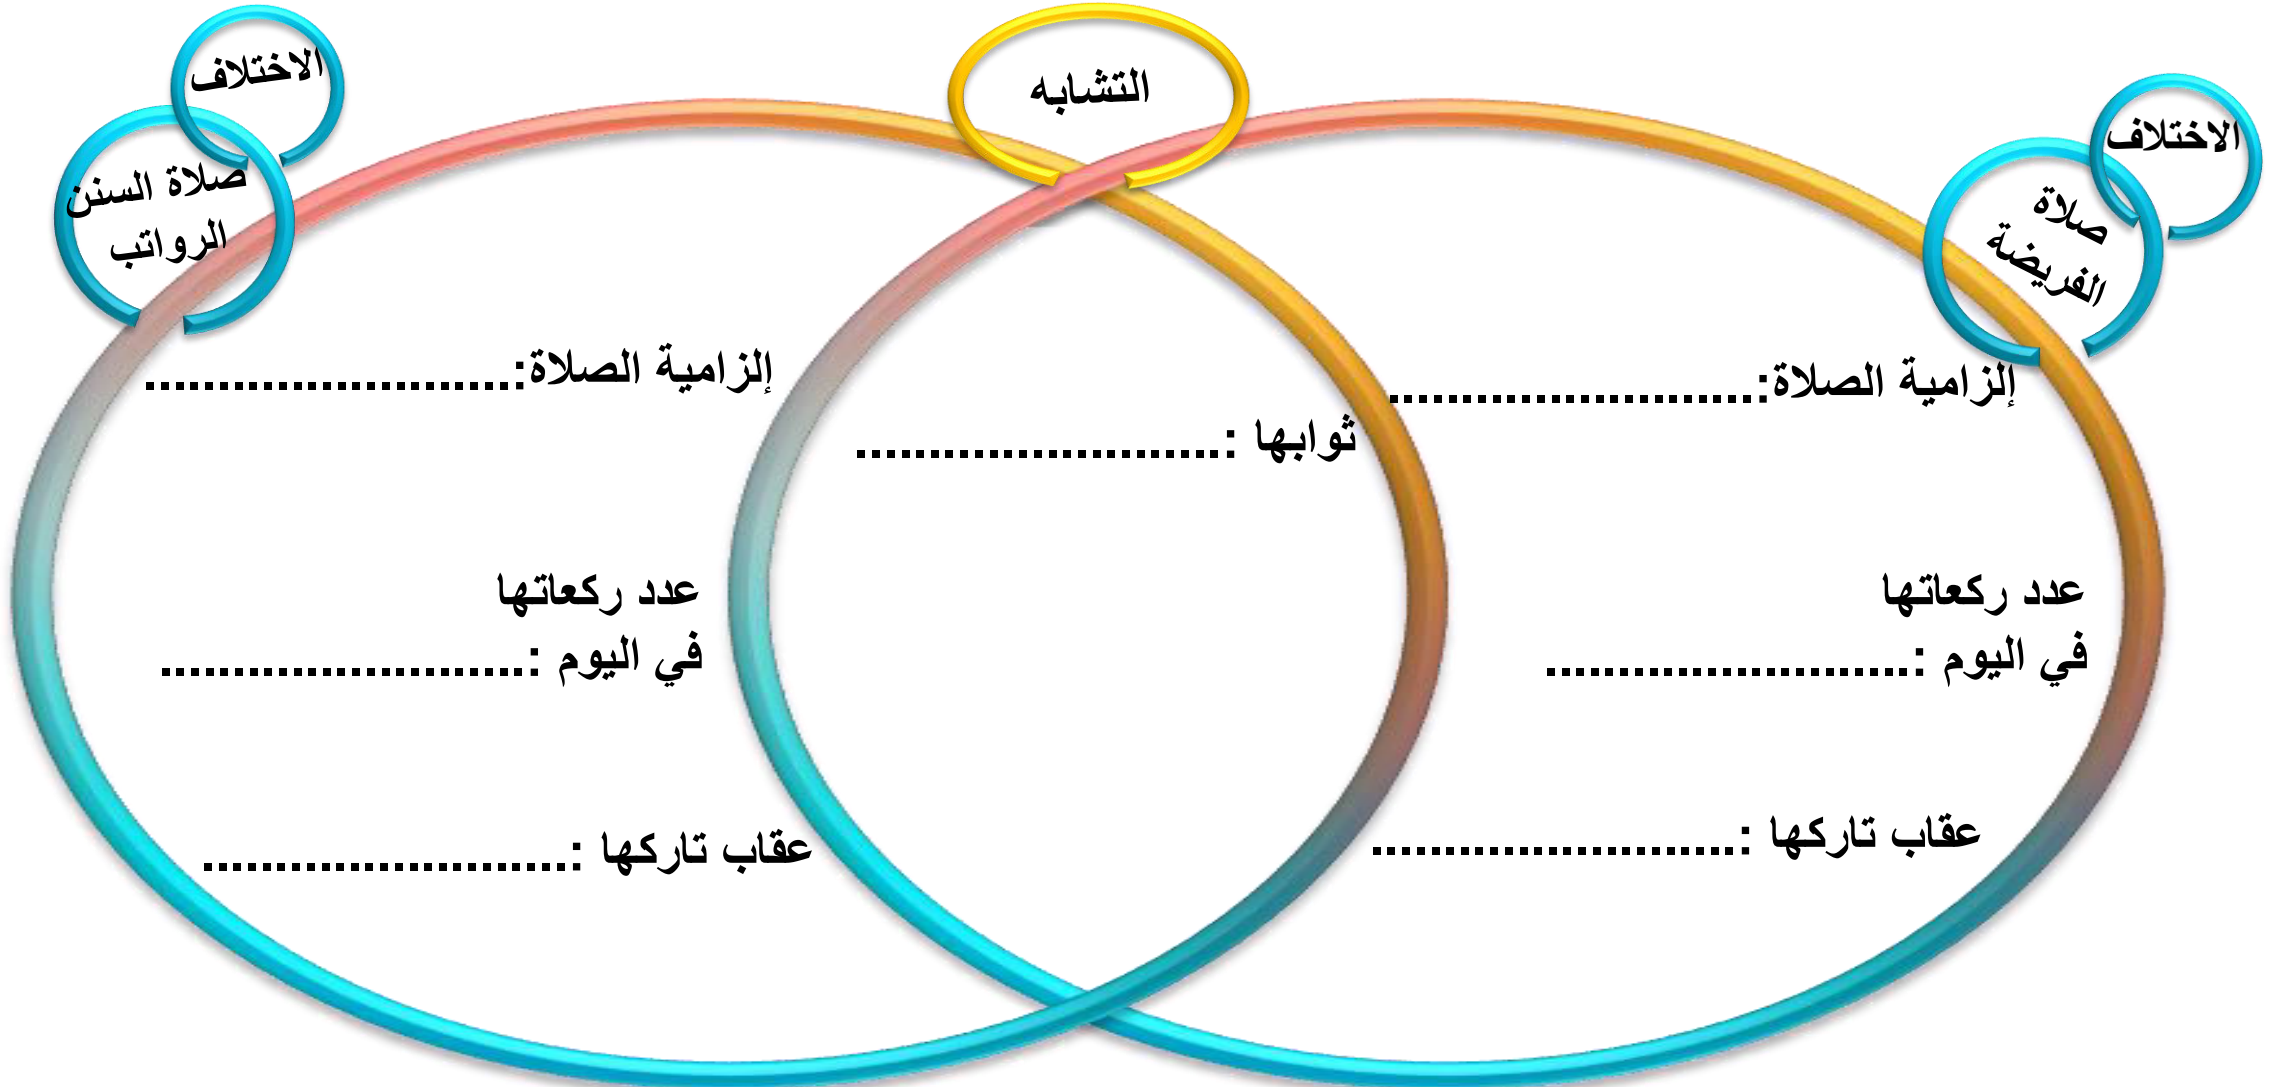 الاختلاف
صلاة
الفريضة
التشابه
الاختلاف
صلاة السنن
الرواتب
إلزامية الصلاة:.........................
ثوابها :.........................
إلزامية الصلاة:.........................
عدد ركعاتها
في اليوم :.........................
عدد ركعاتها
في اليوم :.........................
عقاب تاركها :.........................
عقاب تاركها :.........................